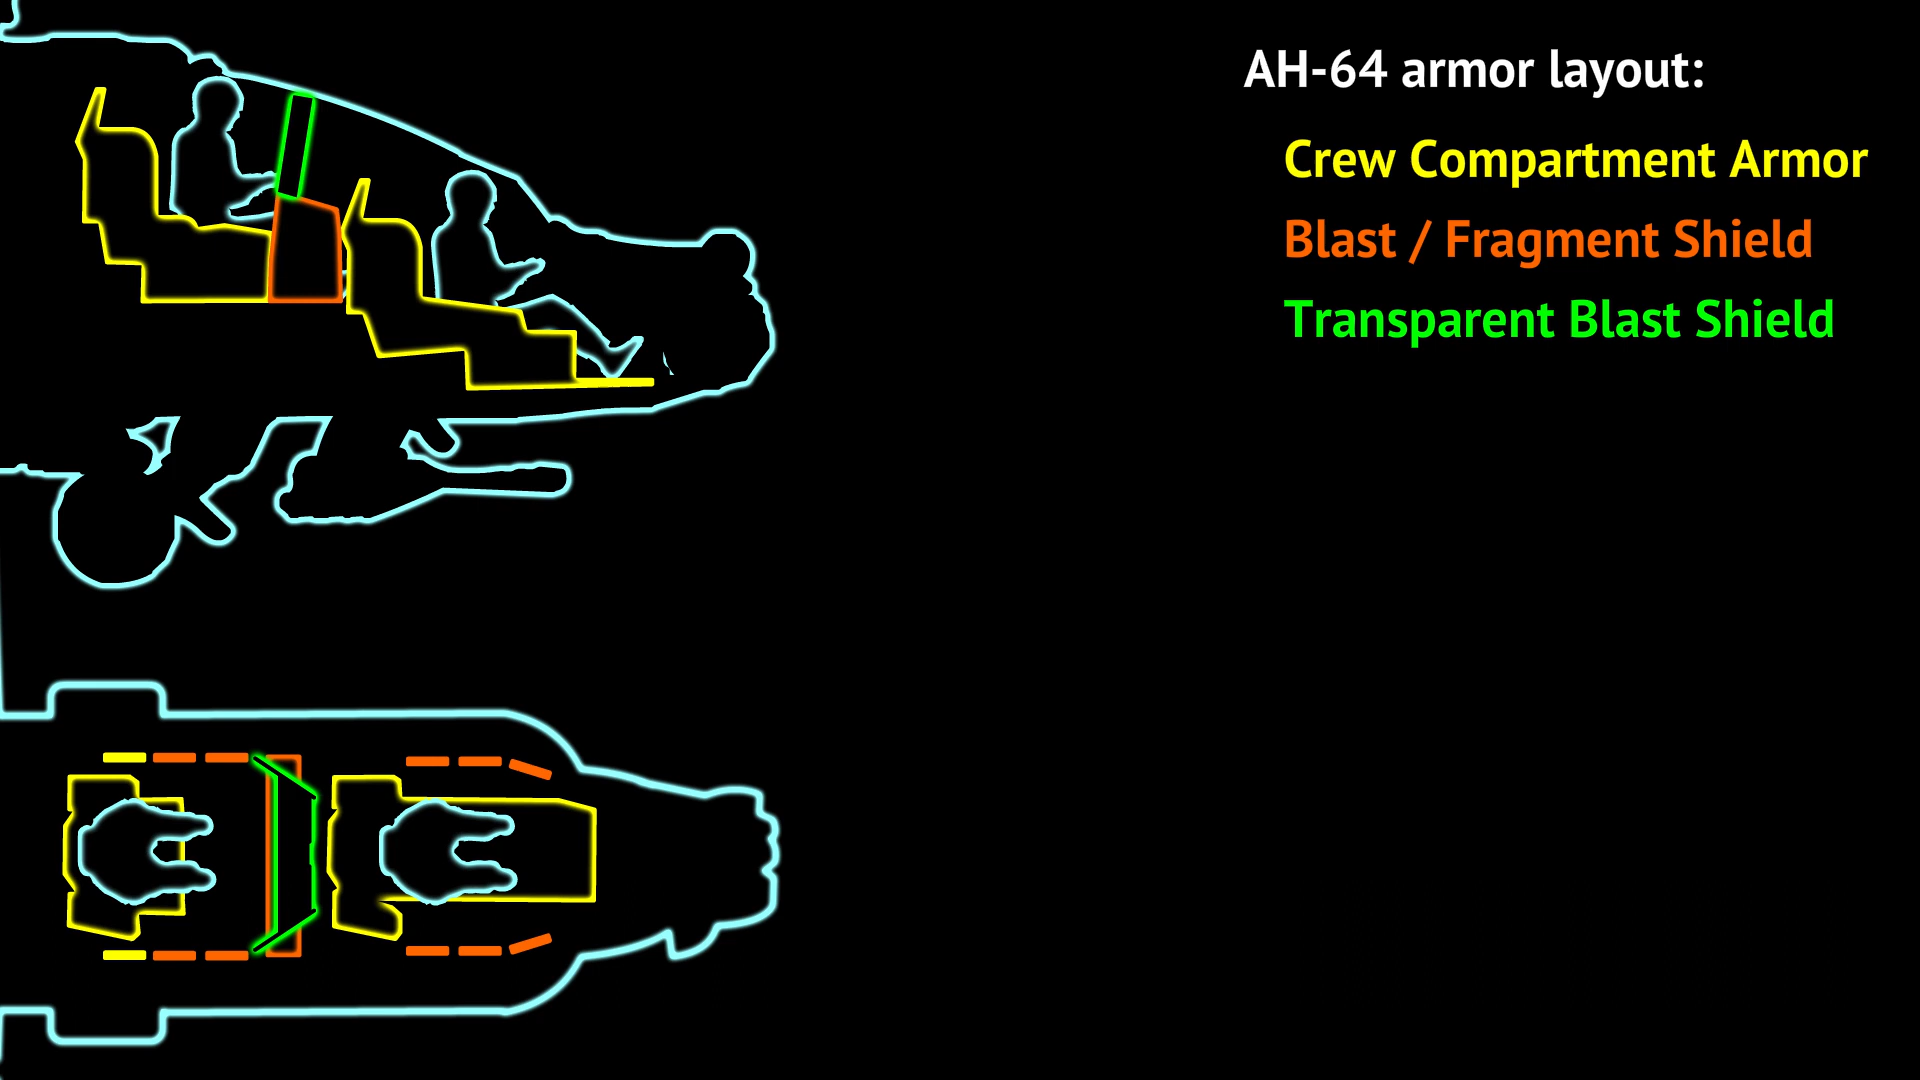 AH-64 armor layout:
Crew Compartment Armor
Blast / Fragment Shield
Transparent Blast Shield